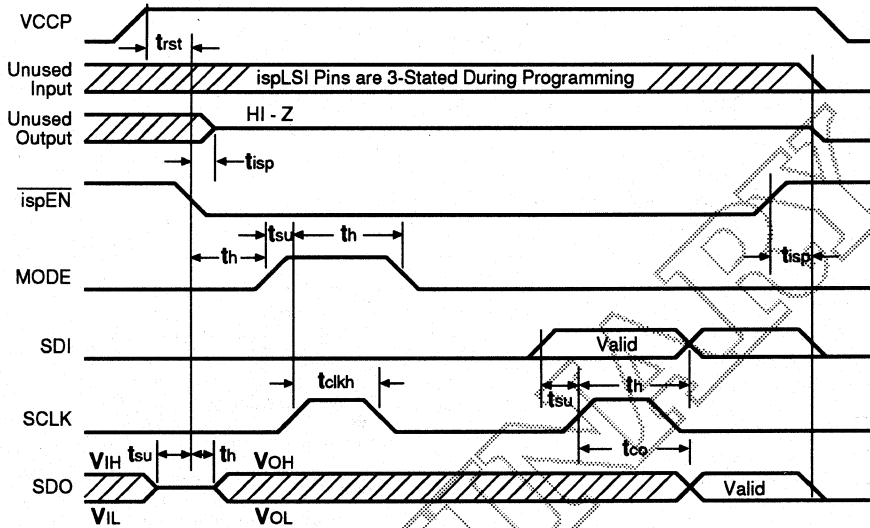 VCCP
trst
Unused Input
ispLSI Pins are 3-Stated During Programming
Unused Output
HI - Z
tisp
ispEN
tsu
th
th
tisp
MODE
SDI
Valid
tclkh
tsu
th
SCLK
tco
tsu
th
VIH
VOH
SDO
Valid
VIL
VOL